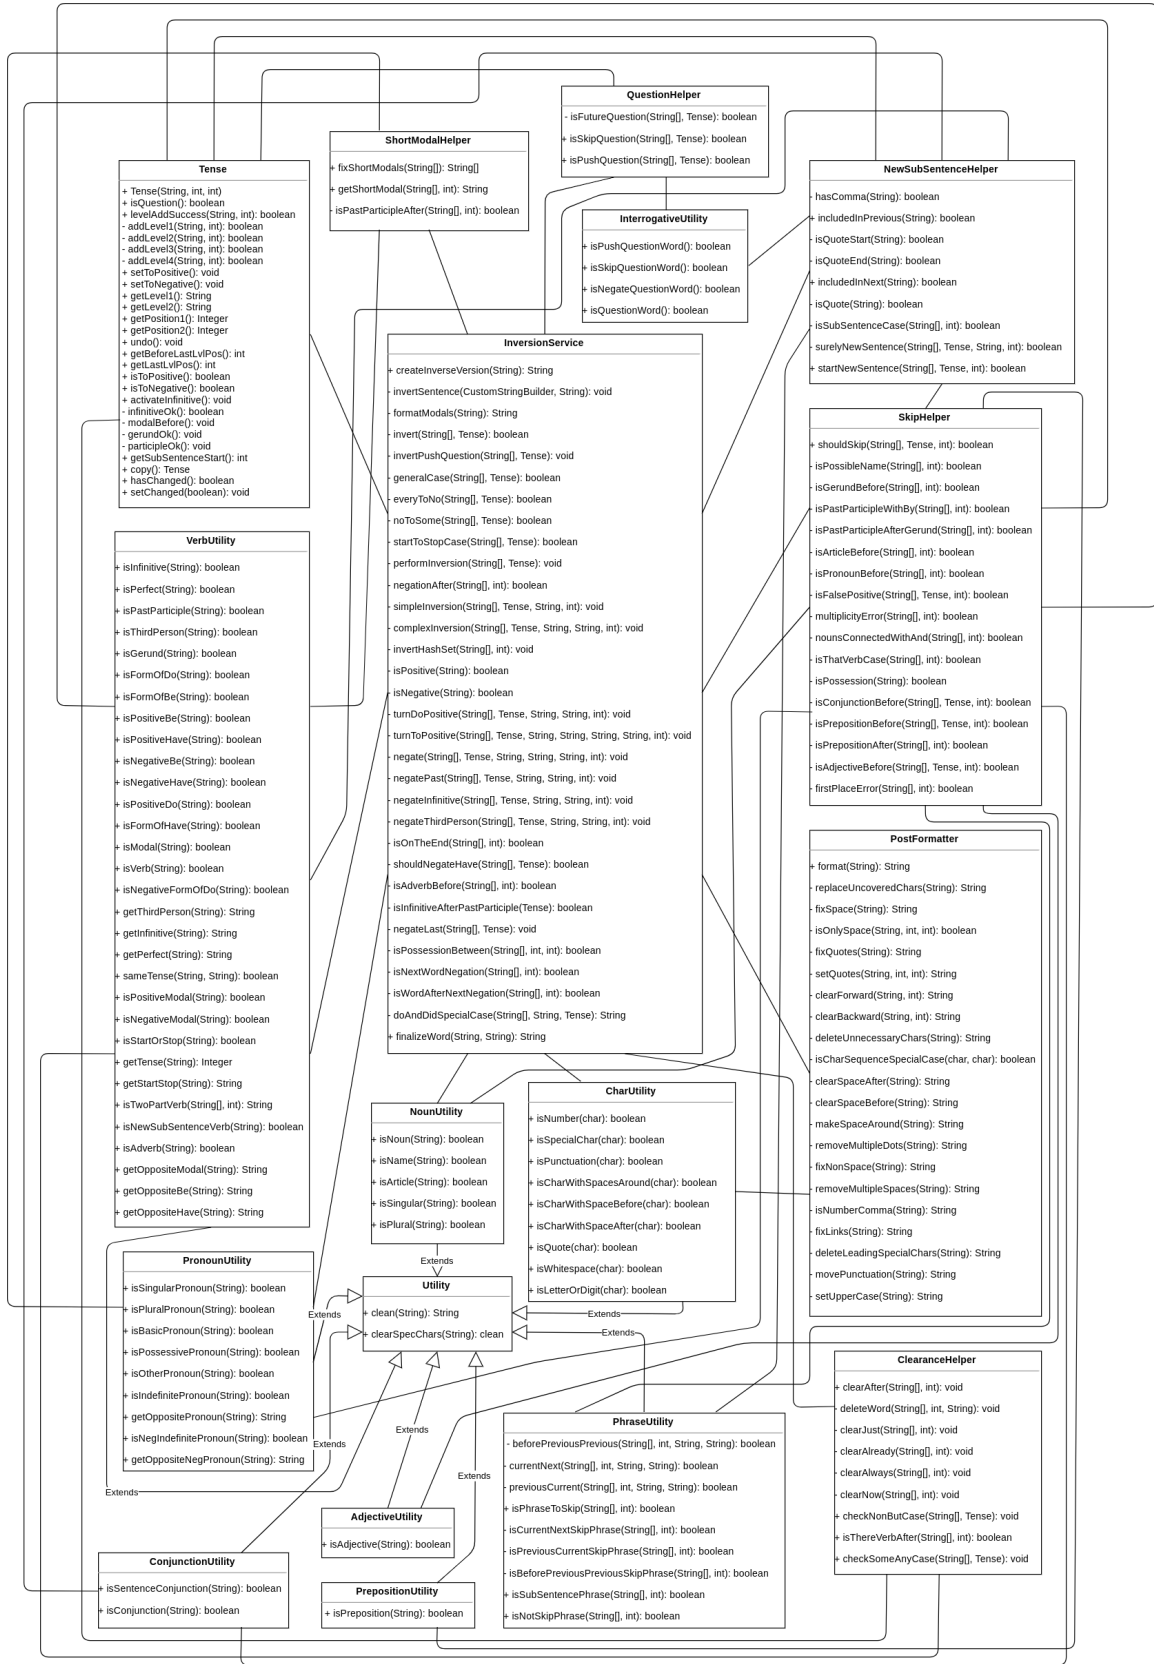 QuestionHelper
- isFutureQuestion(String[], Tense): boolean
+ isSkipQuestion(String[], Tense): boolean
+ isPushQuestion(String[], Tense): boolean
ShortModalHelper
+ fixShortModals(String[]): String[]
+ getShortModal(String[], int): String
- isPastParticipleAfter(String[], int): boolean
Tense
+ Tense(String, int, int)
+ isQuestion(): boolean
+ levelAddSuccess(String, int): boolean
- addLevel1(String, int): boolean
- addLevel2(String, int): boolean
- addLevel3(String, int): boolean
- addLevel4(String, int): boolean
+ setToPositive(): void
+ setToNegative(): void
+ getLevel1(): String
+ getLevel2(): String
+ getPosition1(): Integer
+ getPosition2(): Integer
+ undo(): void
+ getBeforeLastLvlPos(): int
+ getLastLvlPos(): int
+ isToPositive(): boolean
+ isToNegative(): boolean
+ activateInfinitive(): void
- infinitiveOk(): boolean
- modalBefore(): void
- gerundOk(): void
- participleOk(): void
+ getSubSentenceStart(): int
+ copy(): Tense
+ hasChanged(): boolean
+ setChanged(boolean): void
InterrogativeUtility
+ isPushQuestionWord(): boolean
+ isSkipQuestionWord(): boolean
+ isNegateQuestionWord(): boolean
+ isQuestionWord(): boolean
NewSubSentenceHelper
- hasComma(String): boolean
+ includedInPrevious(String): boolean
- isQuoteStart(String): boolean
- isQuoteEnd(String): boolean
+ includedInNext(String): boolean
- isQuote(String): boolean
- isSubSentenceCase(String[], int): boolean
- surelyNewSentence(String[], Tense, String, int): boolean
+ startNewSentence(String[], Tense, int): boolean
InversionService
+ createInverseVersion(String): String
- invertSentence(CustomStringBuilder, String): void
- formatModals(String): String
- invert(String[], Tense): boolean
- invertPushQuestion(String[], Tense): void
- generalCase(String[], Tense): boolean
- everyToNo(String[], Tense): boolean
- noToSome(String[], Tense): boolean
- startToStopCase(String[], Tense): boolean
- performInversion(String[], Tense): void
- negationAfter(String[], int): boolean
- simpleInversion(String[], Tense, String, int): void
- complexInversion(String[], Tense, String, String, int): void
- invertHashSet(String[], int): void
- isPositive(String): boolean
- isNegative(String): boolean
- turnDoPositive(String[], Tense, String, String, int): void
- turnToPositive(String[], Tense, String, String, String, String, int): void
- negate(String[], Tense, String, String, String, int): void
- negatePast(String[], Tense, String, String, int): void
- negateInfinitive(String[], Tense, String, String, int): void
- negateThirdPerson(String[], Tense, String, String, int): void
- isOnTheEnd(String[], int): boolean
- shouldNegateHave(String[], Tense): boolean
- isAdverbBefore(String[], int): boolean
- isInfinitiveAfterPastParticiple(Tense): boolean
- negateLast(String[], Tense): void
- isPossessionBetween(String[], int, int): boolean
- isNextWordNegation(String[], int): boolean
- isWordAfterNextNegation(String[], int): boolean
- doAndDidSpecialCase(String[], String, Tense): String
+ finalizeWord(String, String): String
SkipHelper
+ shouldSkip(String[], Tense, int): boolean
- isPossibleName(String[], int): boolean
- isGerundBefore(String[], int): boolean
- isPastParticipleWithBy(String[], int): boolean
- isPastParticipleAfterGerund(String[], int): boolean
- isArticleBefore(String[], int): boolean
- isPronounBefore(String[], int): boolean
- isFalsePositive(String[], Tense, int): boolean
- multiplicityError(String[], int): boolean
- nounsConnectedWithAnd(String[], int): boolean
- isThatVerbCase(String[], int): boolean
- isPossession(String[], int): boolean
- isConjunctionBefore(String[], Tense, int): boolean
- isPrepositionBefore(String[], Tense, int): boolean
- isPrepositionAfter(String[], int): boolean
- isAdjectiveBefore(String[], Tense, int): boolean
- firstPlaceError(String[], int): boolean
VerbUtility
+ isInfinitive(String): boolean
+ isPerfect(String): boolean
+ isPastParticiple(String): boolean
+ isThirdPerson(String): boolean
+ isGerund(String): boolean
+ isFormOfDo(String): boolean
+ isFormOfBe(String): boolean
+ isPositiveBe(String): boolean
+ isPositiveHave(String): boolean
+ isNegativeBe(String): boolean
+ isNegativeHave(String): boolean
+ isPositiveDo(String): boolean
+ isFormOfHave(String): boolean
+ isModal(String): boolean
+ isVerb(String): boolean
+ isNegativeFormOfDo(String): boolean
+ getThirdPerson(String): String
+ getInfinitive(String): String
+ getPerfect(String): String
+ sameTense(String, String): boolean
+ isPositiveModal(String): boolean
+ isNegativeModal(String): boolean
+ isStartOrStop(String): boolean
+ getTense(String): Integer
+ getStartStop(String): String
+ isTwoPartVerb(String[], int): String
+ isNewSubSentenceVerb(String): boolean
+ isAdverb(String): boolean
+ getOppositeModal(String): String
+ getOppositeBe(String): String
+ getOppositeHave(String): String
PostFormatter
+ format(String): String
- replaceUncoveredChars(String): String
- fixSpace(String): String
- isOnlySpace(String, int, int): boolean
- fixQuotes(String): String
- setQuotes(String, int, int): String
- clearForward(String, int): String
- clearBackward(String, int): String
- deleteUnnecessaryChars(String): String
- isCharSequenceSpecialCase(char, char): boolean
- clearSpaceAfter(String): String
- clearSpaceBefore(String): String
- makeSpaceAround(String): String
- removeMultipleDots(String): String
- fixNonSpace(String): String
- removeMultipleSpaces(String): String
- isNumberComma(String): String
- fixLinks(String): String
- deleteLeadingSpecialChars(String): String
- movePunctuation(String): String
- setUpperCase(String): String
NounUtility
+ isNoun(String): boolean
+ isName(String): boolean
+ isArticle(String): boolean
+ isSingular(String): boolean
+ isPlural(String): boolean
CharUtility
+ isNumber(char): boolean
+ isSpecialChar(char): boolean
+ isPunctuation(char): boolean
+ isCharWithSpacesAround(char): boolean
+ isCharWithSpaceBefore(char): boolean
+ isCharWithSpaceAfter(char): boolean
+ isQuote(char): boolean
+ isWhitespace(char): boolean
+ isLetterOrDigit(char): boolean
Extends
PronounUtility
+ isSingularPronoun(String): boolean
+ isPluralPronoun(String): boolean
+ isBasicPronoun(String): boolean
+ isPossessivePronoun(String): boolean
+ isOtherPronoun(String): boolean
+ isIndefinitePronoun(String): boolean
+ getOppositePronoun(String): String
+ isNegIndefinitePronoun(String): boolean
+ getOppositeNegPronoun(String): String
Utility
+ clean(String): String
+ clearSpecChars(String): clean
Extends
Extends
Extends
Extends
Extends
Extends
Extends
ClearanceHelper
+ clearAfter(String[], int): void
- deleteWord(String[], int, String): void
- clearJust(String[], int): void
- clearAlready(String[], int): void
- clearAlways(String[], int): void
- clearNow(String[], int): void
+ checkNonButCase(String[], Tense): void
+ isThereVerbAfter(String[], int): boolean
+ checkSomeAnyCase(String[], Tense): void
PhraseUtility
- beforePreviousPrevious(String[], int, String, String): boolean
- currentNext(String[], int, String, String): boolean
- previousCurrent(String[], int, String, String): boolean
+ isPhraseToSkip(String[], int): boolean
- isCurrentNextSkipPhrase(String[], int): boolean
- isPreviousCurrentSkipPhrase(String[], int): boolean
- isBeforePreviousPreviousSkipPhrase(String[], int): boolean
+ isSubSentencePhrase(String[], int): boolean
+ isNotSkipPhrase(String[], int): boolean
AdjectiveUtility
+ isAdjective(String): boolean
ConjunctionUtility
+ isSentenceConjunction(String): boolean
+ isConjunction(String): boolean
PrepositionUtility
+ isPreposition(String): boolean